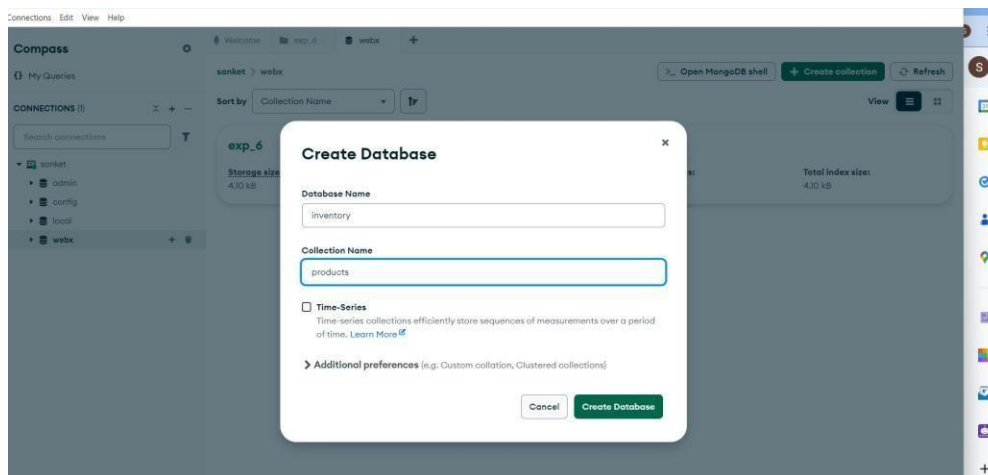 Connections Edit View Help
Compass
Welcome exp_6 webx +
My Queries
sanket > webx
>_ Open MongoDB shell + Create collection Refresh
CONNECTIONS (1)
Sort by Collection Name
View
Search connections
sanket
admin
config
local
webx
exp_6
Storage size
4.10 kB
Total index size:
4.10 kB
Create Database
Database Name
inventory
Collection Name
products
Time-Series
Time-series collections efficiently store sequences of measurements over a period
of time. Learn More
Additional preferences (e.g. Custom collation, Clustered collections)
Cancel Create Database
S